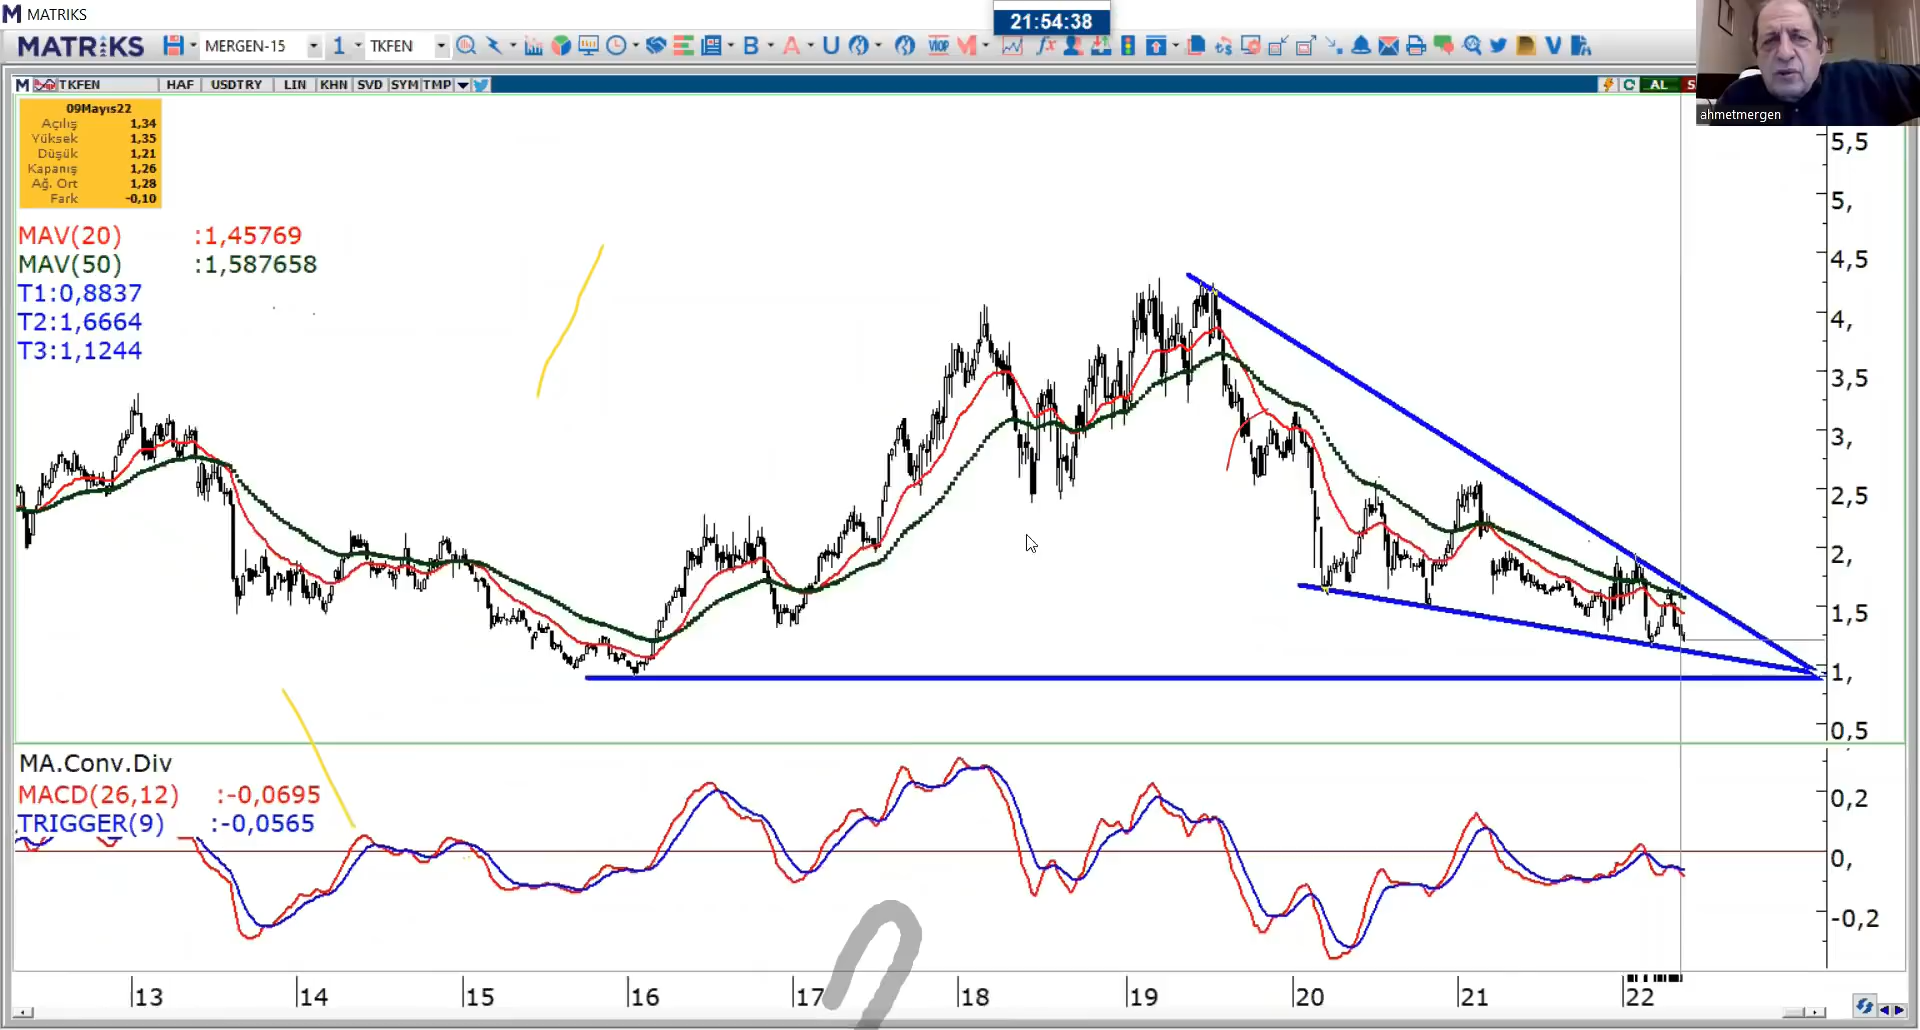 MATRIKS
21:54:38
MATRİKS MERGEN-15 1 TKFEN B A U VIOP M fx V
TKFEN HAF USDTRY LIN KHN SVD SYM TMP AL
ahmetmergen
09Mayıs22
Açılış 1,34
Yüksek 1,35
Düşük 1,21
Kapanış 1,26
Ağ. Ort 1,28
Fark -0,10
MAV(20) :1,45769
MAV(50) :1,587658
T1:0,8837
T2:1,6664
T3:1,1244
5,5
5,
4,5
4,
3,5
3,
2,5
2,
1,5
1,
0,5
MA.Conv.Div
MACD(26,12) :-0,0695
TRIGGER(9) :-0,0565
0,2
0,
-0,2
13 14 15 16 17 18 19 20 21 22